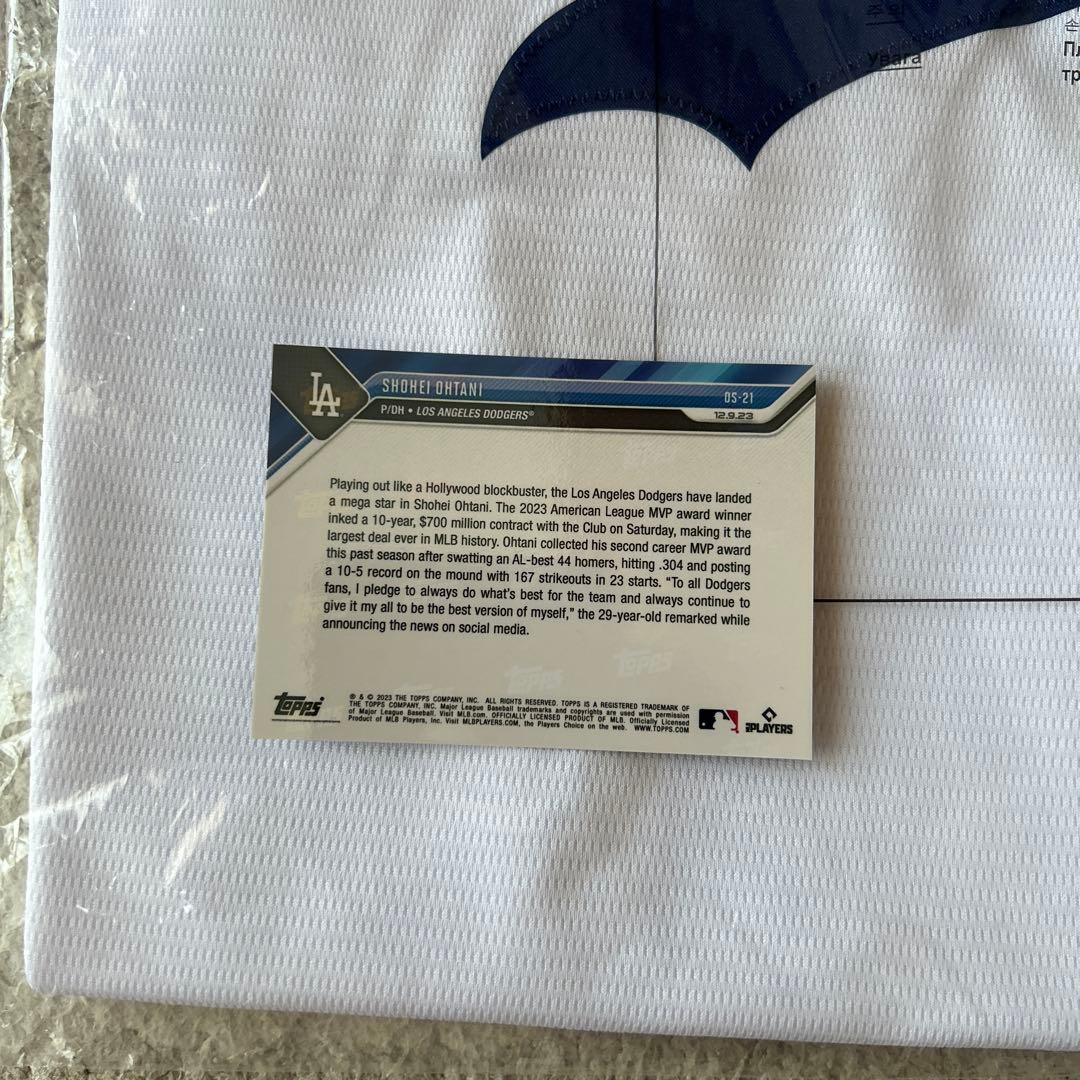 주의
Увага
LA
SHOHEI OHTANI
OS-21
P/DH • LOS ANGELES DODGERS®
12.9.23
Playing out like a Hollywood blockbuster, the Los Angeles Dodgers have landed
a mega star in Shohei Ohtani. The 2023 American League MVP award winner
inked a 10-year, $700 million contract with the Club on Saturday, making it the
largest deal ever in MLB history. Ohtani collected his second career MVP award
this past season after swatting an AL-best 44 homers, hitting .304 and posting
a 10-5 record on the mound with 167 strikeouts in 23 starts. “To all Dodgers
fans, I pledge to always do what’s best for the team and always continue to
give it my all to be the best version of myself,” the 29-year-old remarked while
announcing the news on social media.
Topps
® & © 2023 THE TOPPS COMPANY, INC. ALL RIGHTS RESERVED. TOPPS IS A REGISTERED TRADEMARK OF
THE TOPPS COMPANY, INC. Major League Baseball trademarks and copyrights are used with permission
of Major League Baseball. Visit MLB.com. OFFICIALLY LICENSED PRODUCT OF MLB. Officially Licensed
Product of MLB Players, Inc. Visit MLBPLAYERS.COM, the Players Choice on the web. WWW.TOPPS.COM
PLAYERS